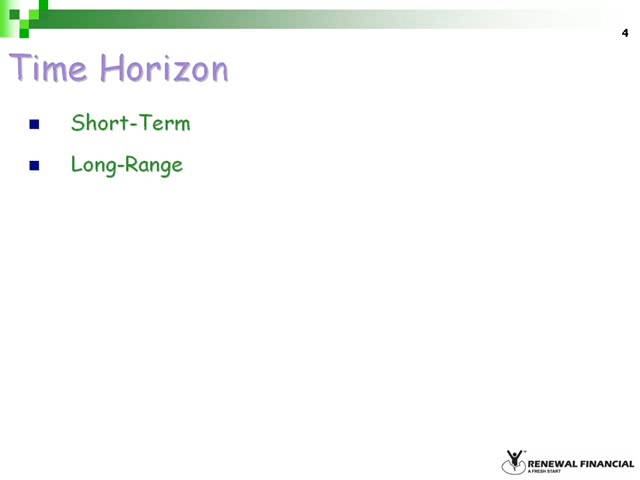 4
Time Horizon
Short-Term
Long-Range
RENEWAL FINANCIAL
A FRESH START